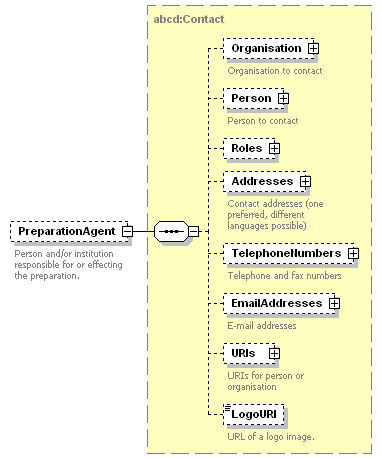 abcd:Contact
Organisation
Organisation to contact
Person
Person to contact
Roles
Addresses
Contact addresses (one
preferred, different
languages possible)
PreparationAgent
Person and/or institution
responsible for or effecting
the preparation.
TelephoneNumbers
Telephone and fax numbers
EmailAddresses
E-mail addresses
URIs
URIs for person or
organisation
LogoURI
URL of a logo image.